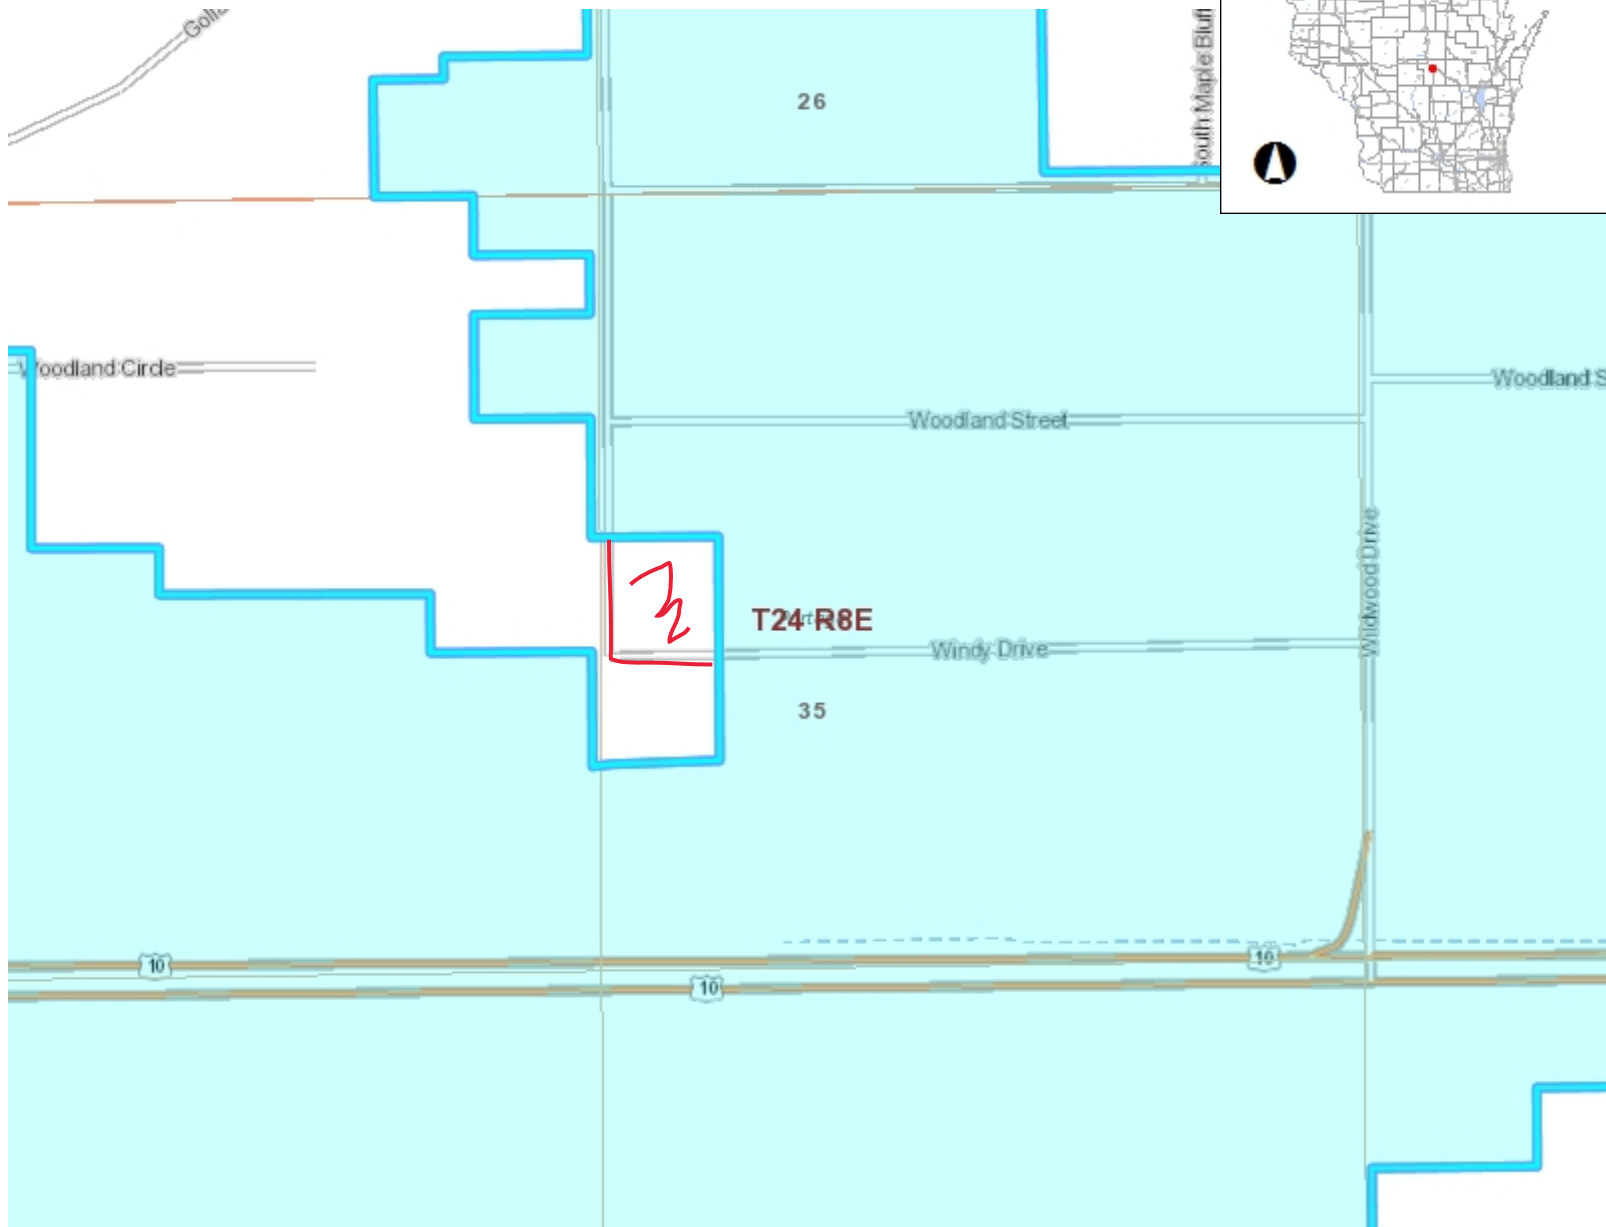 26
South Maple Bluff
Woodland Circle
Woodland S
Woodland Street
Wildwood Drive
3
T24 R8E
Windy Drive
35
10
10
10